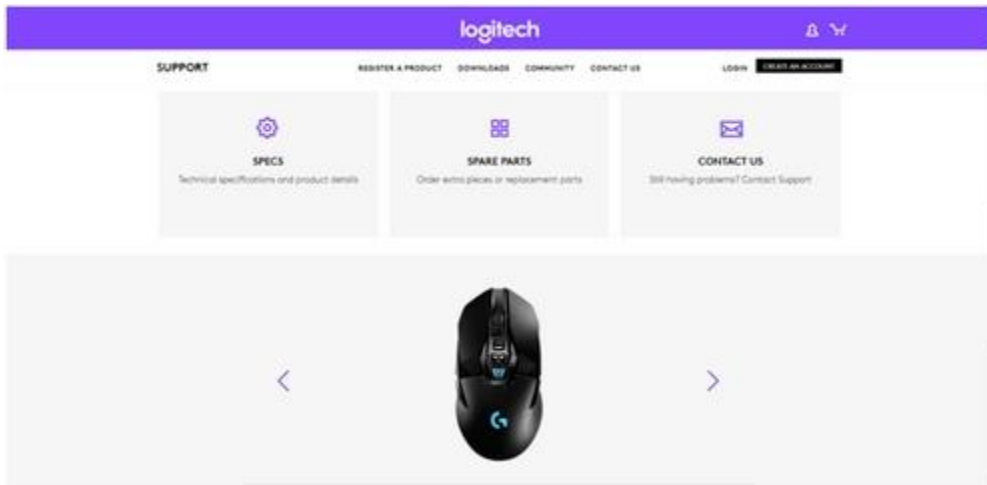 logitech
SUPPORT REGISTER A PRODUCT DOWNLOADS COMMUNITY CONTACT US LOGIN CREATE AN ACCOUNT
SPECS SPARE PARTS CONTACT US
Technical specifications and product details Order extra pieces or replacement parts Still having problems? Contact Support
G